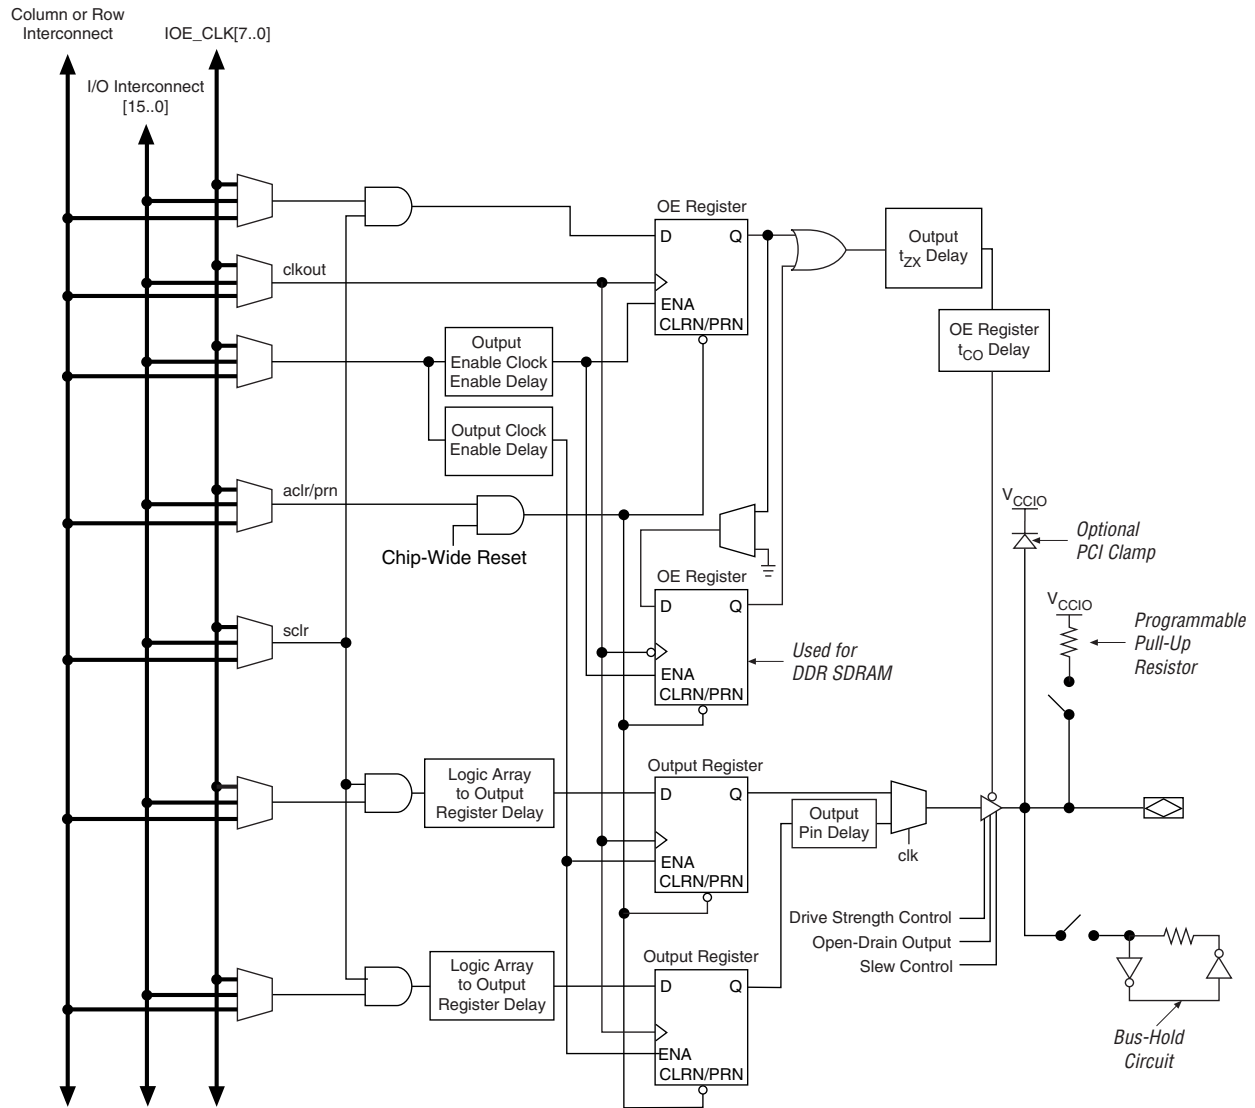 Column or Row
Interconnect
IOE_CLK[7..0]
I/O Interconnect
[15..0]
OE Register
D
Q
ENA
CLRN/PRN
Output
tZX Delay
clkout
OE Register
tCO Delay
Output
Enable Clock
Enable Delay
Output Clock
Enable Delay
aclr/prn
Chip-Wide Reset
VCCIO
Optional
PCI Clamp
OE Register
D
Q
ENA
CLRN/PRN
Used for
DDR SDRAM
VCCIO
Programmable
Pull-Up
Resistor
sclr
Logic Array
to Output
Register Delay
Output Register
D
Q
ENA
CLRN/PRN
Output
Pin Delay
clk
Drive Strength Control
Open-Drain Output
Slew Control
Logic Array
to Output
Register Delay
Output Register
D
Q
ENA
CLRN/PRN
Bus-Hold
Circuit